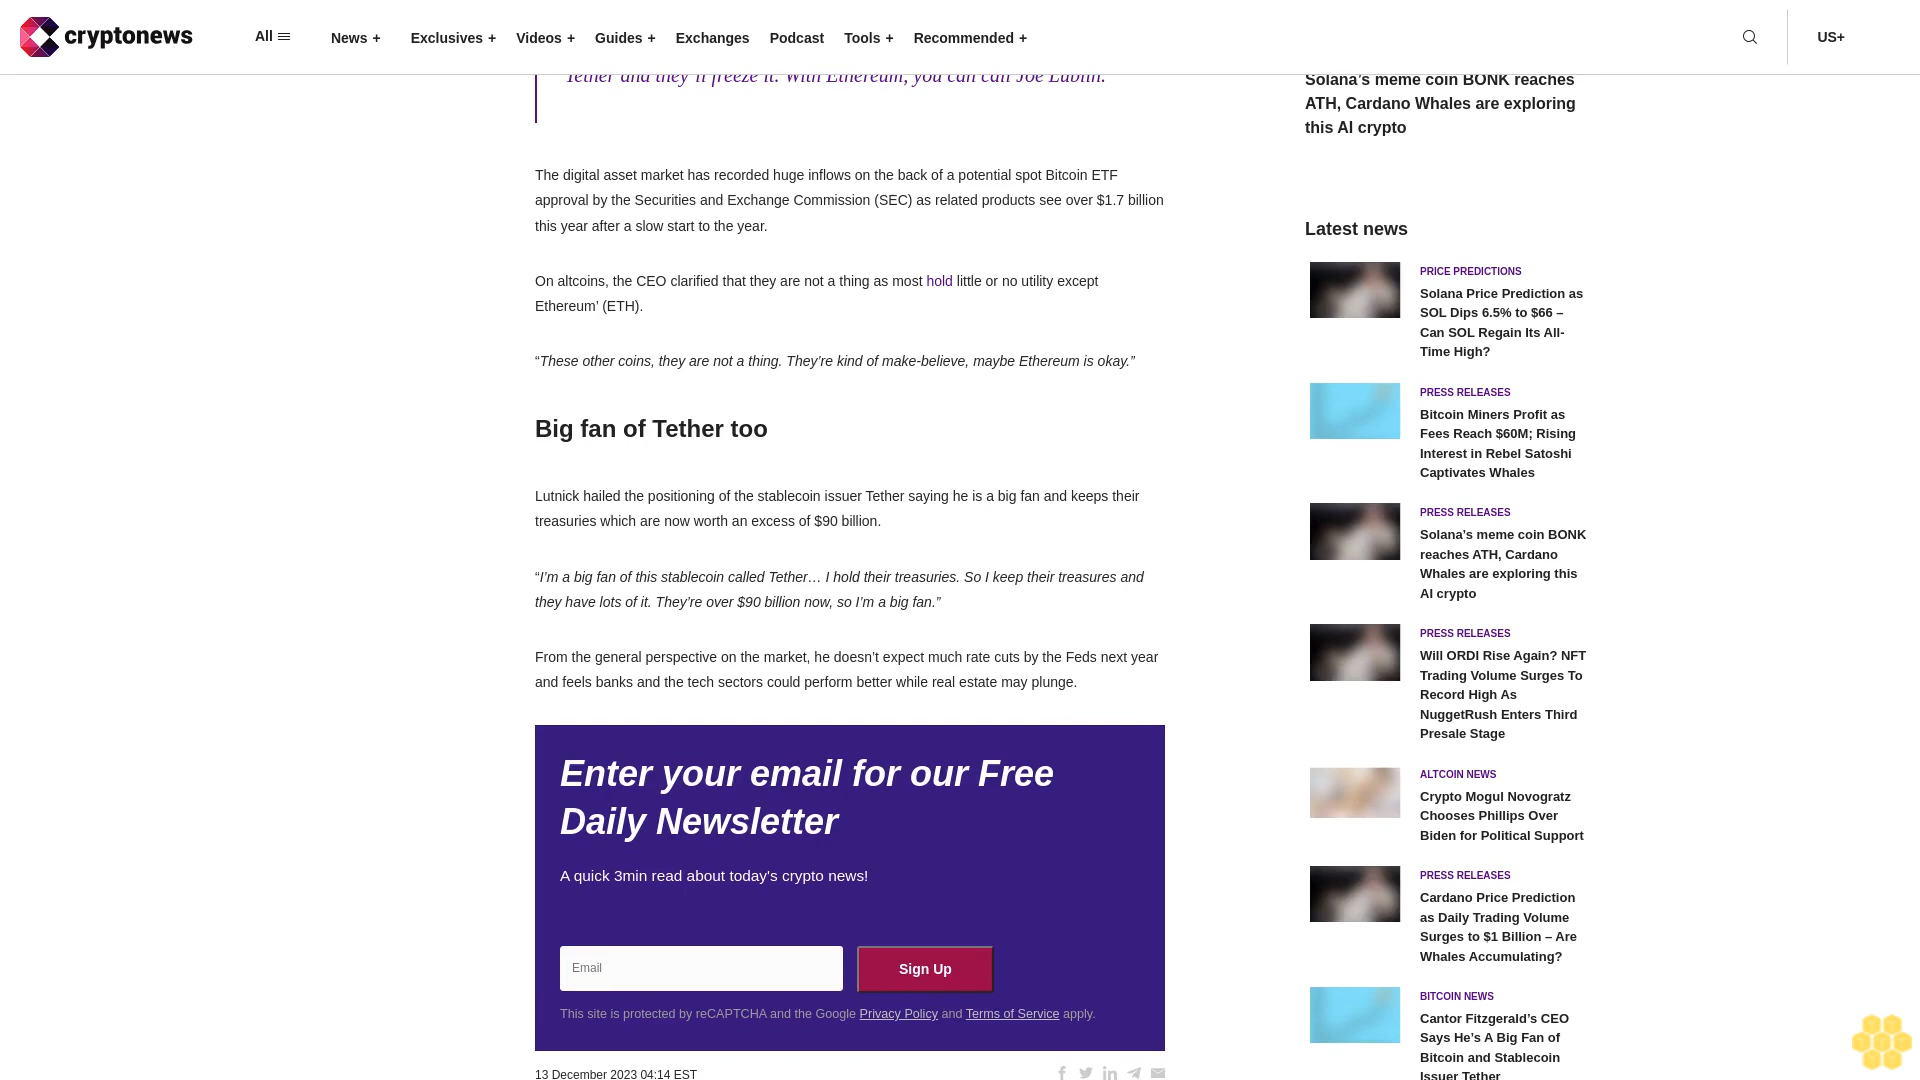 cryptonews
All
News +
Exclusives +
Videos +
Guides +
Exchanges
Podcast
Tools +
Recommended +
US+
Tether and they'll freeze it. With Ethereum, you can call Joe Lubin.
The digital asset market has recorded huge inflows on the back of a potential spot Bitcoin ETF
approval by the Securities and Exchange Commission (SEC) as related products see over $1.7 billion
this year after a slow start to the year.
On altcoins, the CEO clarified that they are not a thing as most hold little or no utility except
Ethereum’ (ETH).
“These other coins, they are not a thing. They’re kind of make-believe, maybe Ethereum is okay.”
Big fan of Tether too
Lutnick hailed the positioning of the stablecoin issuer Tether saying he is a big fan and keeps their
treasuries which are now worth an excess of $90 billion.
“I’m a big fan of this stablecoin called Tether… I hold their treasuries. So I keep their treasures and
they have lots of it. They’re over $90 billion now, so I’m a big fan.”
From the general perspective on the market, he doesn’t expect much rate cuts by the Feds next year
and feels banks and the tech sectors could perform better while real estate may plunge.
Enter your email for our Free
Daily Newsletter
A quick 3min read about today's crypto news!
Email
Sign Up
This site is protected by reCAPTCHA and the Google Privacy Policy and Terms of Service apply.
13 December 2023 04:14 EST
Solana’s meme coin BONK reaches
ATH, Cardano Whales are exploring
this AI crypto
Latest news
PRICE PREDICTIONS
Solana Price Prediction as
SOL Dips 6.5% to $66 –
Can SOL Regain Its All-
Time High?
PRESS RELEASES
Bitcoin Miners Profit as
Fees Reach $60M; Rising
Interest in Rebel Satoshi
Captivates Whales
PRESS RELEASES
Solana’s meme coin BONK
reaches ATH, Cardano
Whales are exploring this
AI crypto
PRESS RELEASES
Will ORDI Rise Again? NFT
Trading Volume Surges To
Record High As
NuggetRush Enters Third
Presale Stage
ALTCOIN NEWS
Crypto Mogul Novogratz
Chooses Phillips Over
Biden for Political Support
PRESS RELEASES
Cardano Price Prediction
as Daily Trading Volume
Surges to $1 Billion – Are
Whales Accumulating?
BITCOIN NEWS
Cantor Fitzgerald’s CEO
Says He’s A Big Fan of
Bitcoin and Stablecoin
Issuer Tether